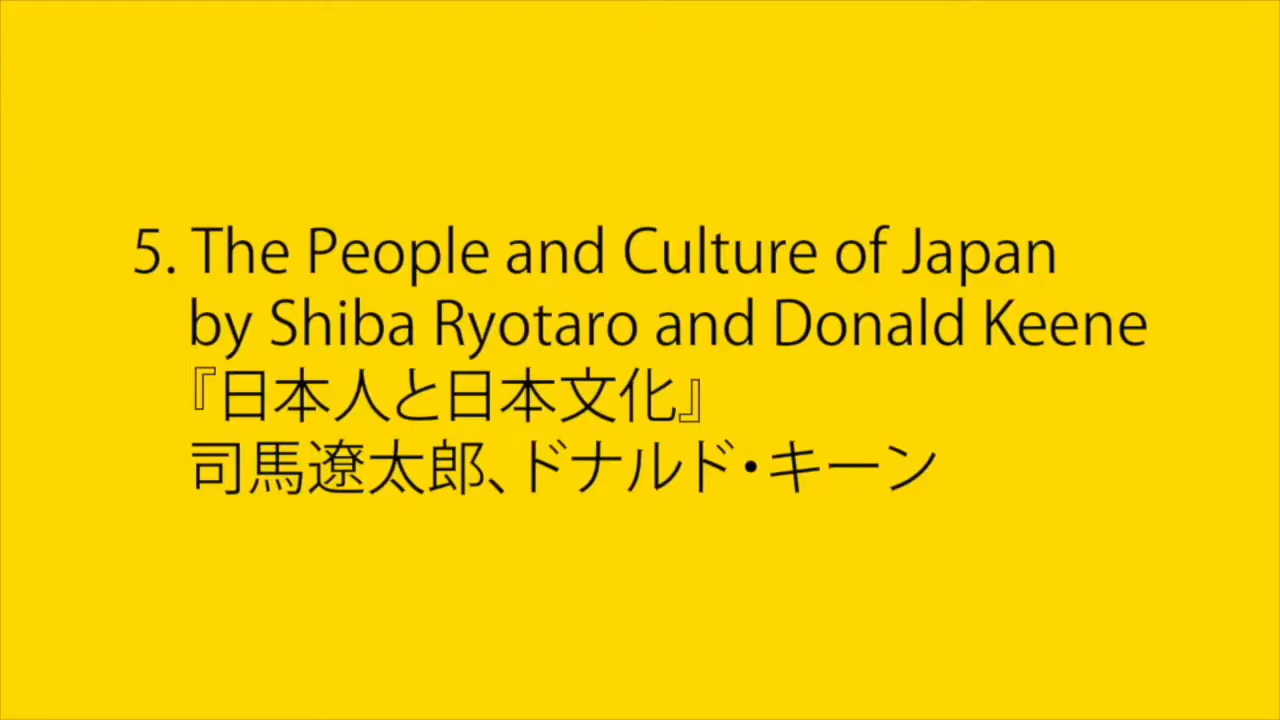 5. The People and Culture of Japan
by Shiba Ryotaro and Donald Keene
『日本人と日本文化』
司馬遼太郎、ドナルド・キーン